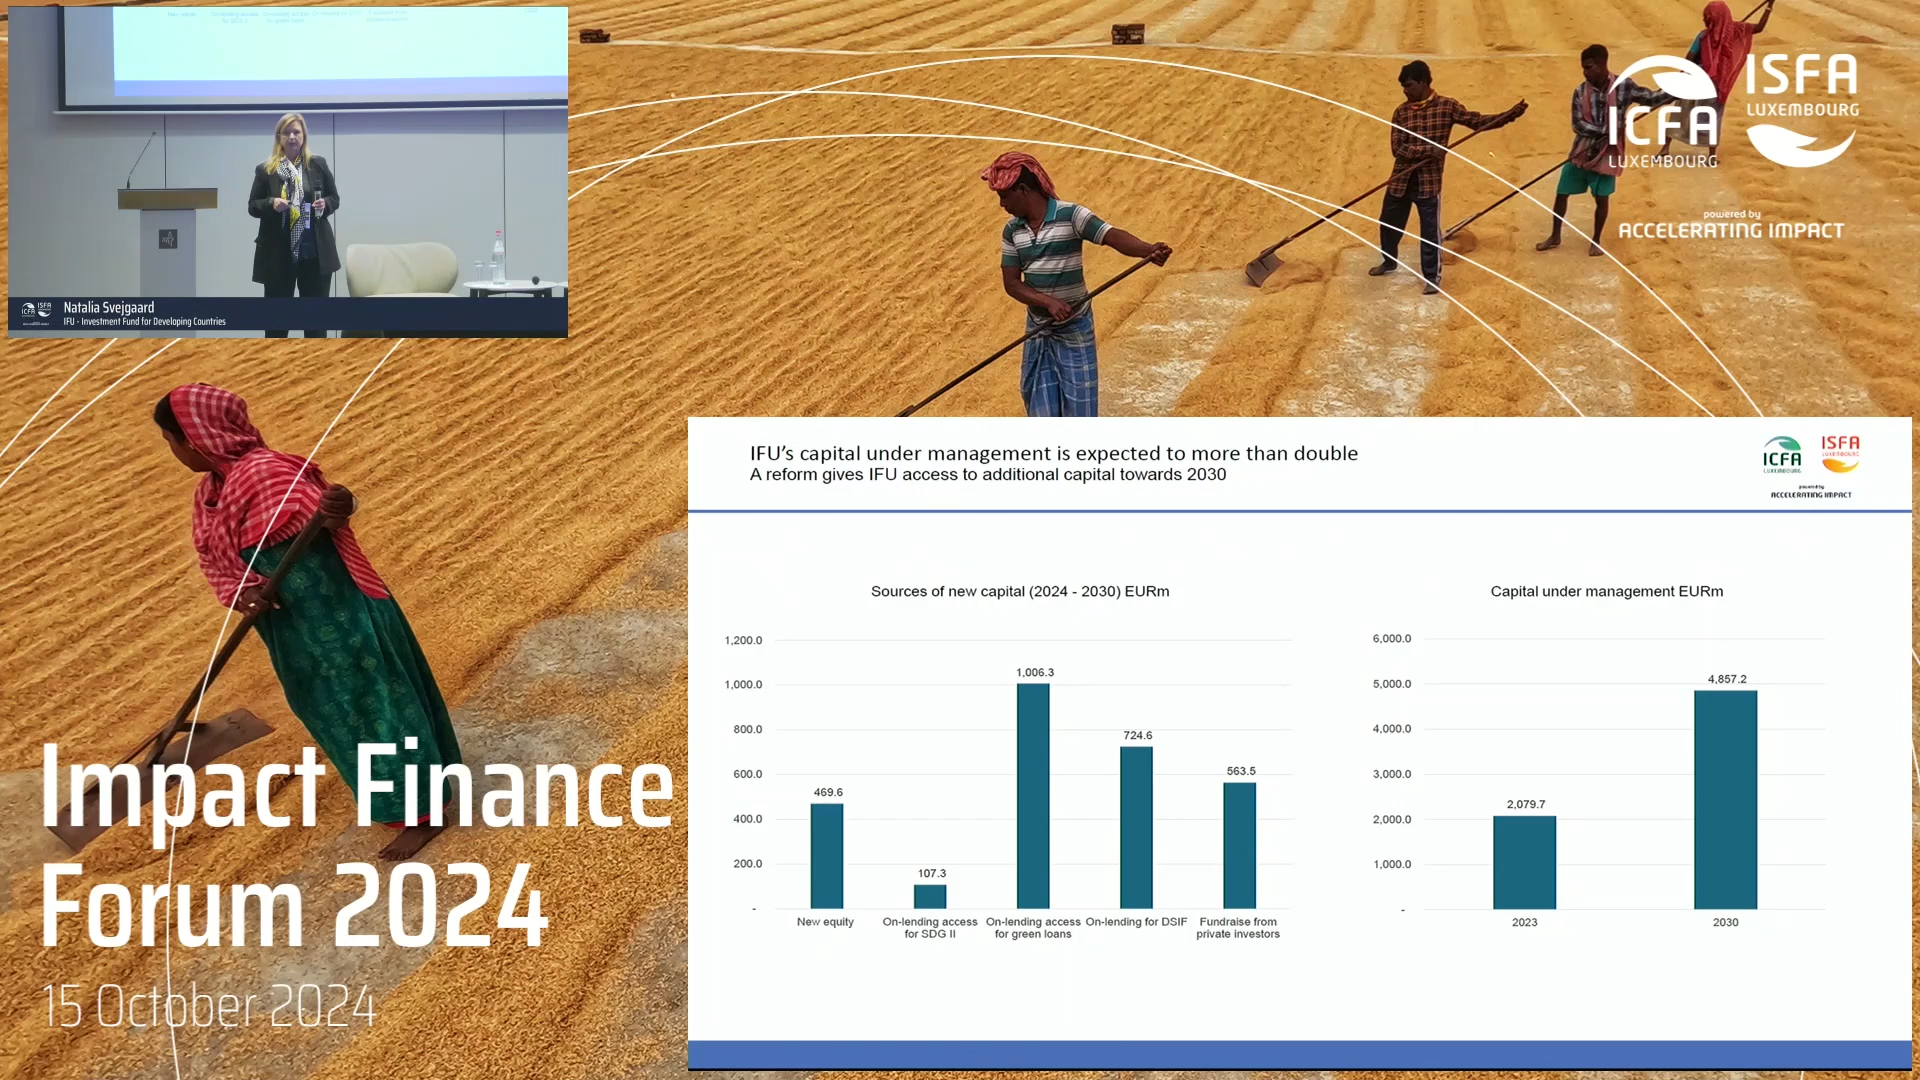 Natalia Svejgaard
IFU - Investment Fund for Developing Countries
ICFA
LUXEMBOURG
ISFA
LUXEMBOURG
powered by
ACCELERATING IMPACT
Impact Finance
Forum 2024
15 October 2024
IFU's capital under management is expected to more than double
A reform gives IFU access to additional capital towards 2030
ICFA
LUXEMBOURG
ISFA
LUXEMBOURG
powered by
ACCELERATING IMPACT
Sources of new capital (2024 - 2030) EURm
1,200.0
1,000.0
800.0
600.0
400.0
200.0
-
469.6
107.3
1,006.3
724.6
563.5
New equity
On-lending access
for SDG II
On-lending access
for green loans
On-lending for DSIF
Fundraise from
private investors
Capital under management EURm
6,000.0
5,000.0
4,000.0
3,000.0
2,000.0
1,000.0
-
2,079.7
4,857.2
2023
2030